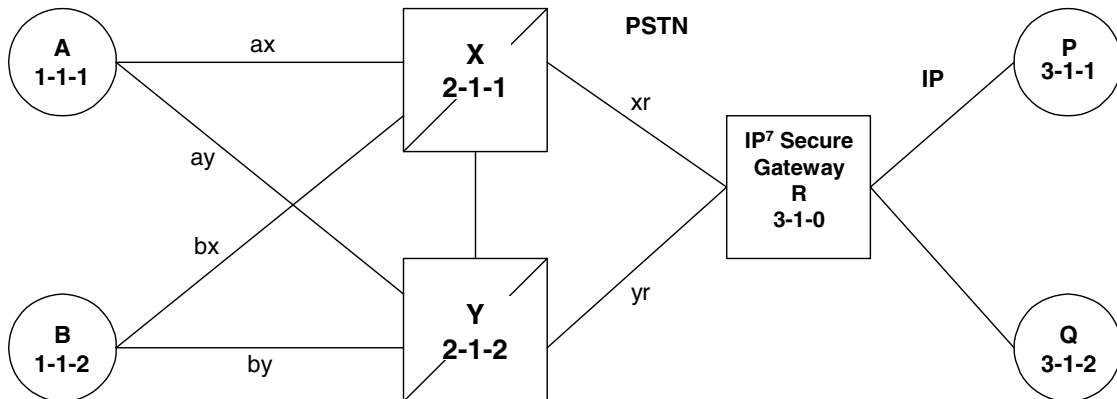 A
1-1-1
ax
X
2-1-1
PSTN
xr
IP
P
3-1-1
ay
IP⁷ Secure
Gateway
R
3-1-0
bx
B
1-1-2
by
Y
2-1-2
yr
Q
3-1-2